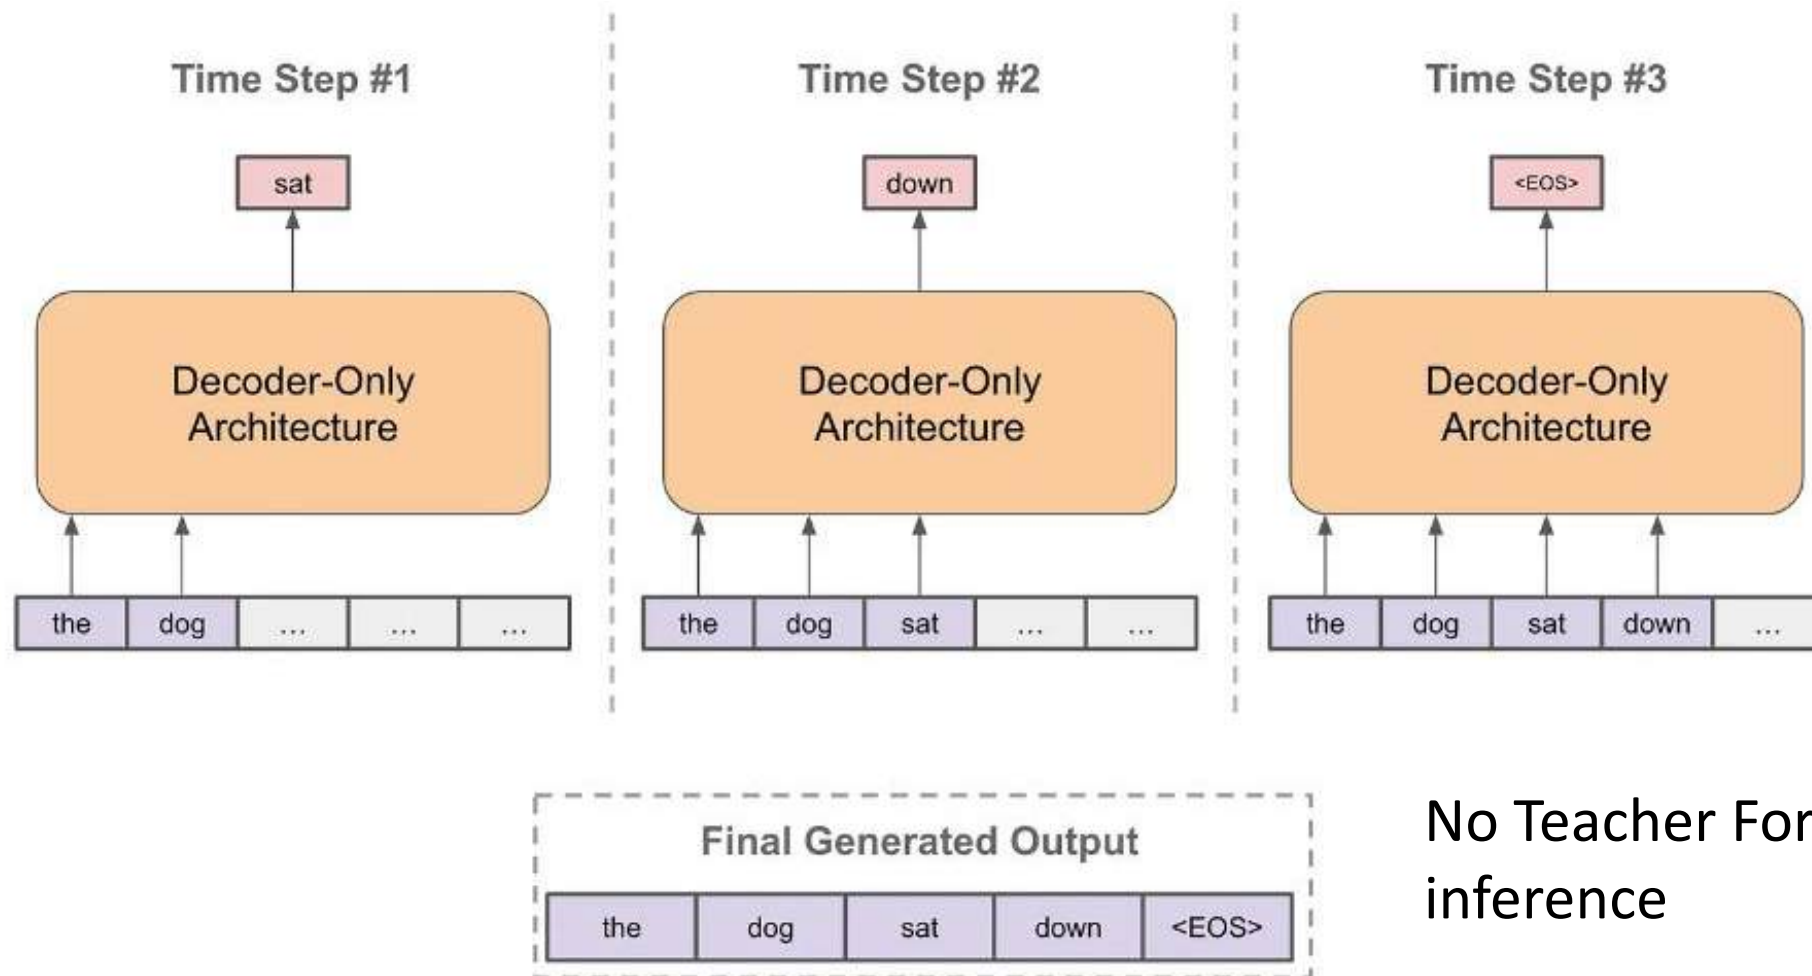 Time Step #1
Time Step #2
Time Step #3
sat
down
<EOS>
Decoder-Only
Architecture
Decoder-Only
Architecture
Decoder-Only
Architecture
the dog ... ... ...
the dog sat ... ...
the dog sat down ...
Final Generated Output
the dog sat down <EOS>
No Teacher For
inference